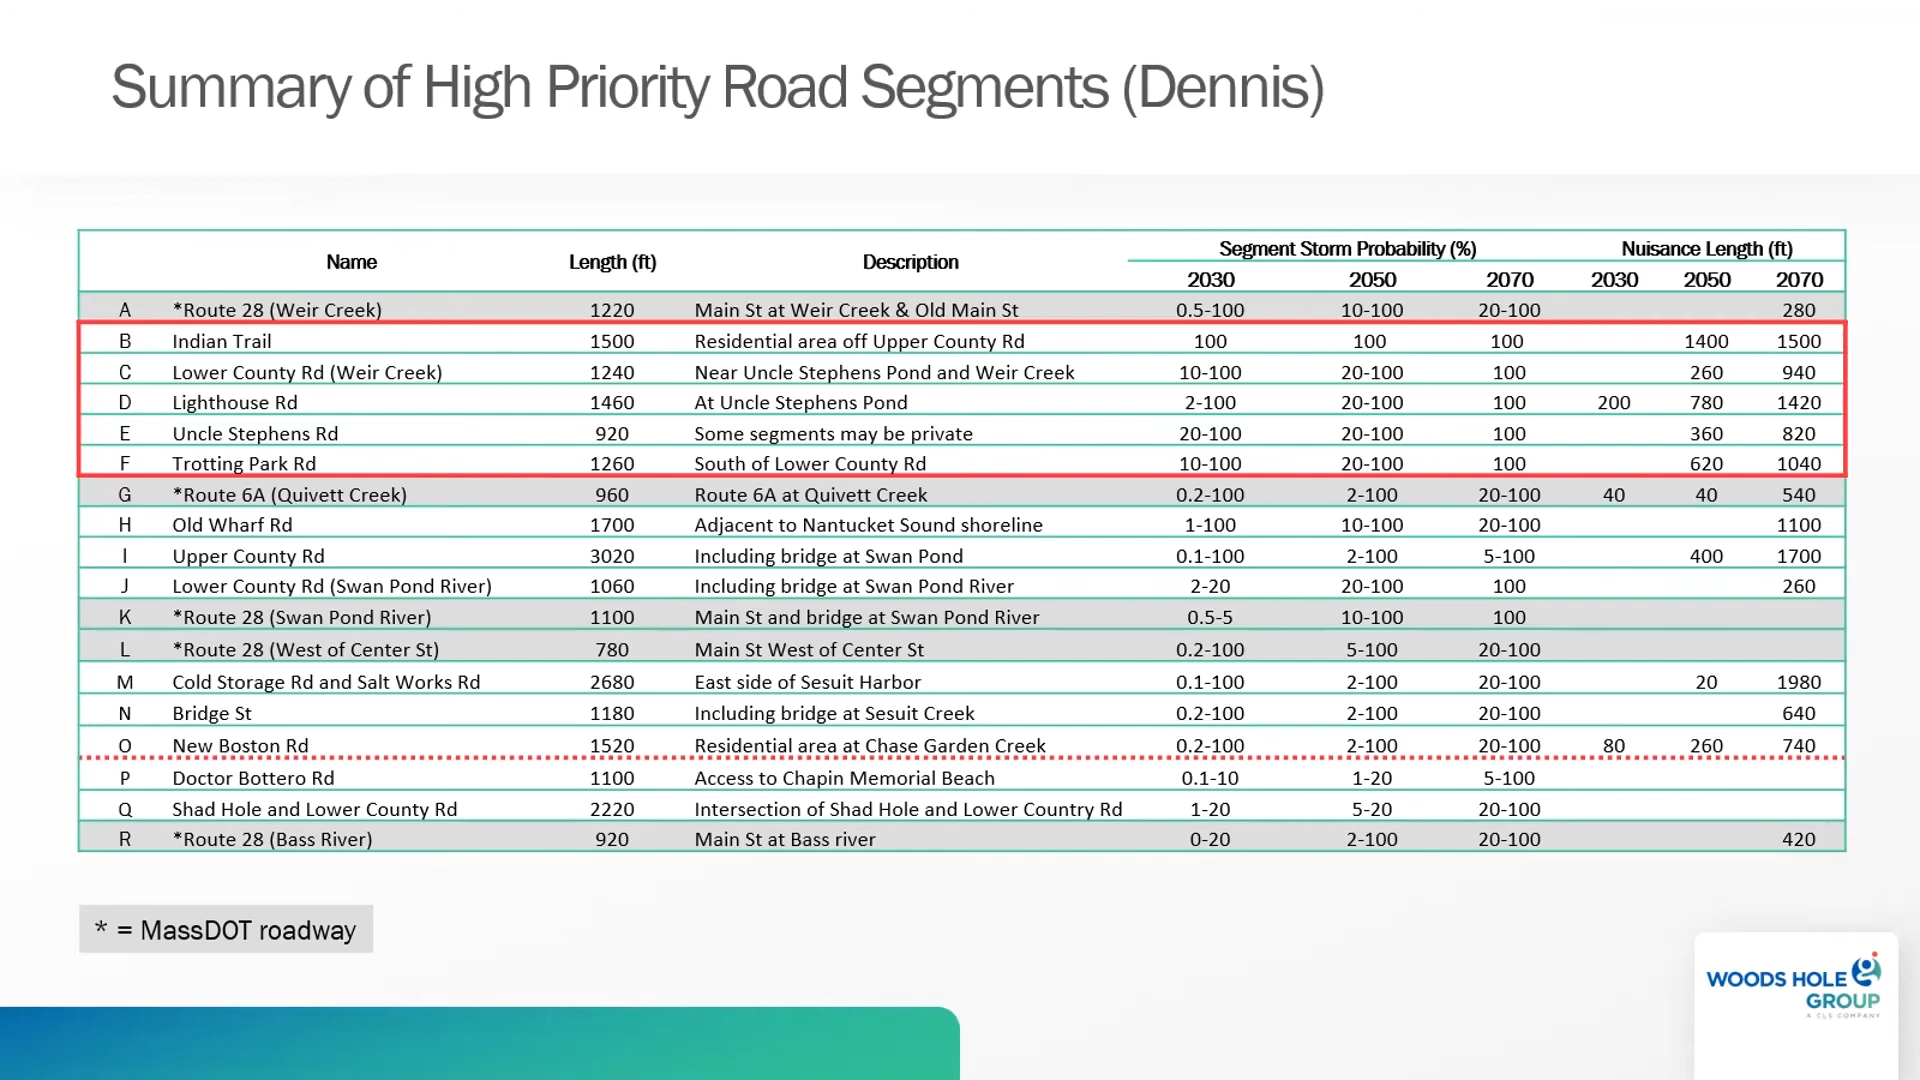 Summary of High Priority Road Segments (Dennis)
Name Length (ft) Description Segment Storm Probability (%) Nuisance Length (ft)
2030 2050 2070 2030 2050 2070
A *Route 28 (Weir Creek) 1220 Main St at Weir Creek & Old Main St 0.5-100 10-100 20-100 280
B Indian Trail 1500 Residential area off Upper County Rd 100 100 100 1400 1500
C Lower County Rd (Weir Creek) 1240 Near Uncle Stephens Pond and Weir Creek 10-100 20-100 100 260 940
D Lighthouse Rd 1460 At Uncle Stephens Pond 2-100 20-100 100 200 780 1420
E Uncle Stephens Rd 920 Some segments may be private 20-100 20-100 100 360 820
F Trotting Park Rd 1260 South of Lower County Rd 10-100 20-100 100 620 1040
G *Route 6A (Quivett Creek) 960 Route 6A at Quivett Creek 0.2-100 2-100 20-100 40 40 540
H Old Wharf Rd 1700 Adjacent to Nantucket Sound shoreline 1-100 10-100 20-100 1100
I Upper County Rd 3020 Including bridge at Swan Pond 0.1-100 2-100 5-100 400 1700
J Lower County Rd (Swan Pond River) 1060 Including bridge at Swan Pond River 2-20 20-100 100 260
K *Route 28 (Swan Pond River) 1100 Main St and bridge at Swan Pond River 0.5-5 10-100 100
L *Route 28 (West of Center St) 780 Main St West of Center St 0.2-100 5-100 20-100
M Cold Storage Rd and Salt Works Rd 2680 East side of Sesuit Harbor 0.1-100 2-100 20-100 20 1980
N Bridge St 1180 Including bridge at Sesuit Creek 0.2-100 2-100 20-100 640
O New Boston Rd 1520 Residential area at Chase Garden Creek 0.2-100 2-100 20-100 80 260 740
P Doctor Bottero Rd 1100 Access to Chapin Memorial Beach 0.1-10 1-20 5-100
Q Shad Hole and Lower County Rd 2220 Intersection of Shad Hole and Lower Country Rd 1-20 5-20 20-100
R *Route 28 (Bass River) 920 Main St at Bass river 0-20 2-100 20-100 420
* = MassDOT roadway
WOODS HOLE
GROUP
A CLS COMPANY